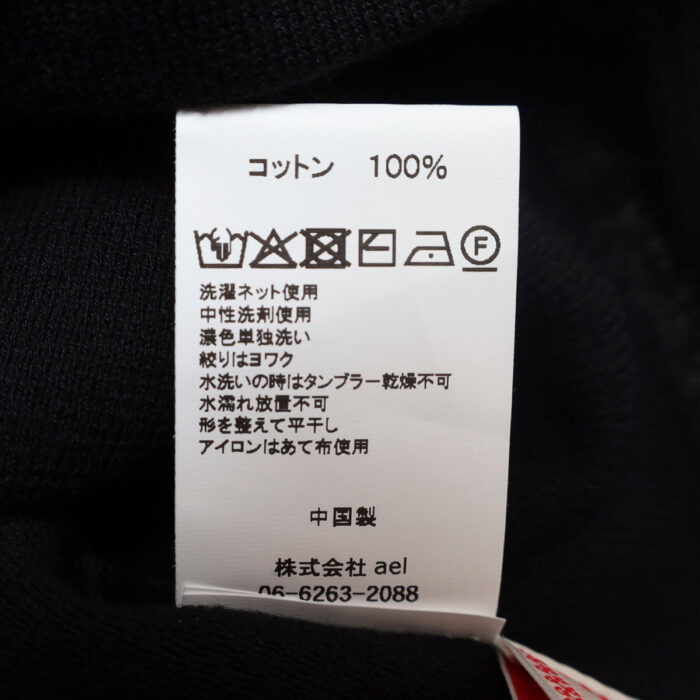 コットン 100%
F
洗濯ネット使用
中性洗剤使用
濃色単独洗い
絞りはヨワク
水洗いの時はタンブラー乾燥不可
水濡れ放置不可
形を整えて平干し
アイロンはあて布使用
中国製
株式会社 ael
06-6263-2088